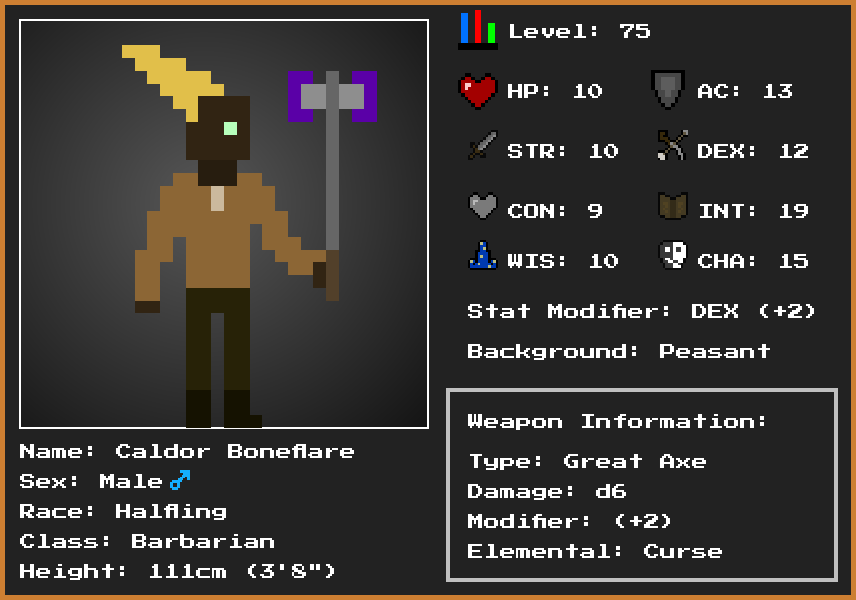 Level: 75
HP: 10
AC: 13
STR: 10
DEX: 12
CON: 9
INT: 19
WIS: 10
CHA: 15
Stat Modifier: DEX (+2)
Background: Peasant
Weapon Information:
Type: Great Axe
Damage: d6
Modifier: (+2)
Elemental: Curse
Name: Caldor Boneflare
Sex: Male♂
Race: Halfling
Class: Barbarian
Height: 111cm (3'8")